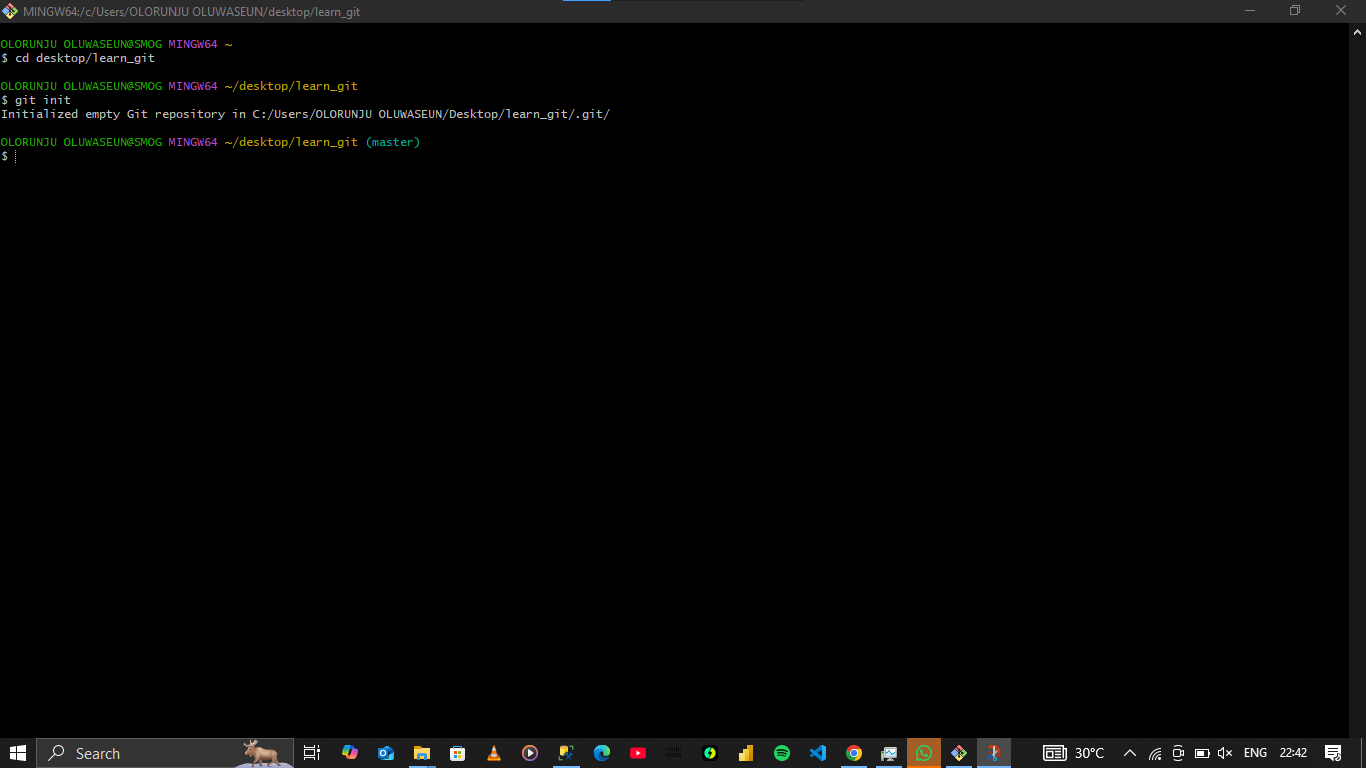 MINGW64:/c/Users/OLORUNJU OLUWASEUN/desktop/learn_git
OLORUNJU OLUWASEUN@SMOG MINGW64 ~
$ cd desktop/learn_git
OLORUNJU OLUWASEUN@SMOG MINGW64 ~/desktop/learn_git
$ git init
Initialized empty Git repository in C:/Users/OLORUNJU OLUWASEUN/Desktop/learn_git/.git/
OLORUNJU OLUWASEUN@SMOG MINGW64 ~/desktop/learn_git (master)
$
Search
30°C
ENG
22:42